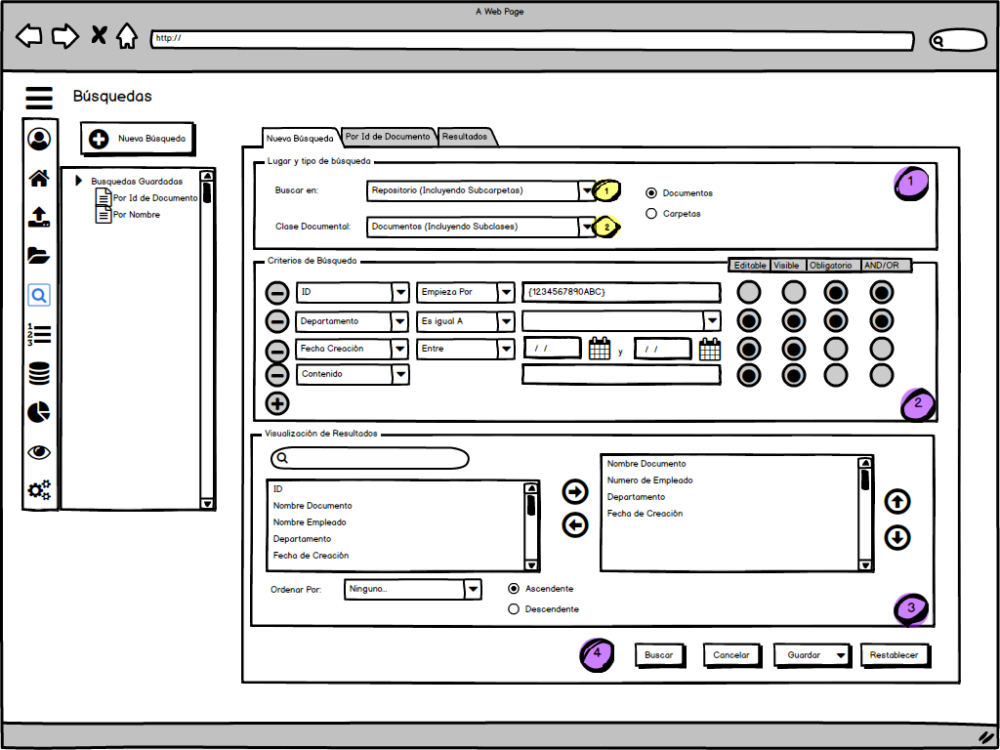 A Web Page
http://
Búsquedas
Nueva Búsqueda
Busquedas Guardadas
Por Id de Documento
Por Nombre
1
2
3
Nueva Búsqueda
Por Id de Documento
Resultados
Lugar y tipo de búsqueda
1
Buscar en:
Repositorio (Incluyendo Subcarpetas)
1
Documentos
Carpetas
Clase Documental:
Documentos (Incluyendo Subclases)
2
Criterios de Búsqueda
Editable
Visible
Obligatorio
AND/OR
ID
Empieza Por
{1234567890ABC}
Departamento
Es igual A
Fecha Creación
Entre
/ /
y
/ /
Contenido
2
Visualización de Resultados
ID
Nombre Documento
Nombre Empleado
Departamento
Fecha de Creación
Nombre Documento
Numero de Empleado
Departamento
Fecha de Creación
Ordenar Por:
Ninguno..
Ascendente
Descendente
3
4
Buscar
Cancelar
Guardar
Restablecer